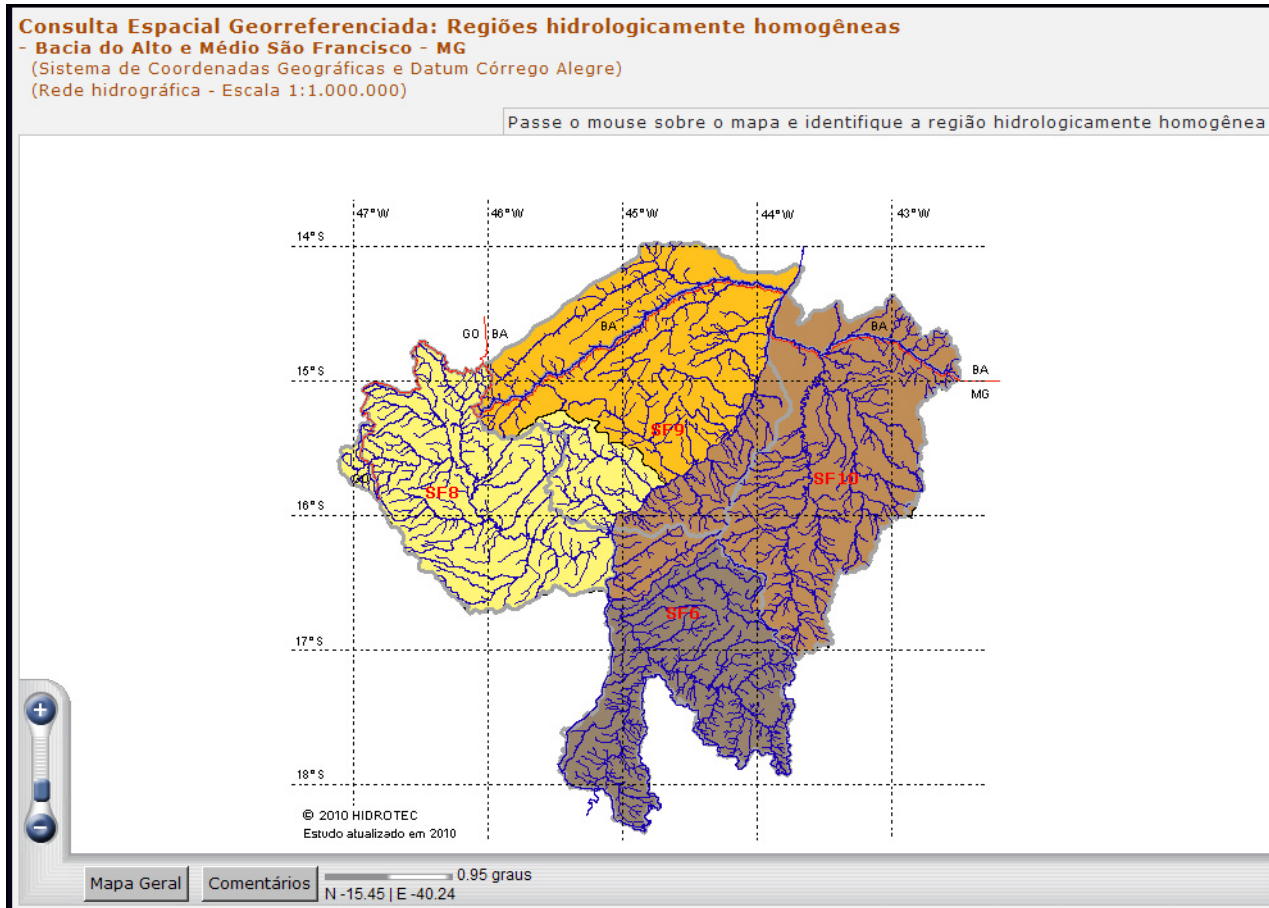 Consulta Espacial Georreferenciada: Regiões hidrologicamente homogêneas
- Bacia do Alto e Médio São Francisco - MG
(Sistema de Coordenadas Geográficas e Datum Córrego Alegre)
(Rede hidrográfica - Escala 1:1.000.000)
Passe o mouse sobre o mapa e identifique a região hidrologicamente homogênea
47°W 46°W 45°W 44°W 43°W
14°S
GO BA BA BA
15°S
BA
MG
SF9
SF8 SF10
16°S
SF6
17°S
18°S
© 2010 HIDROTEC
Estudo atualizado em 2010
Mapa Geral Comentários 0.95 graus
N -15.45 | E -40.24